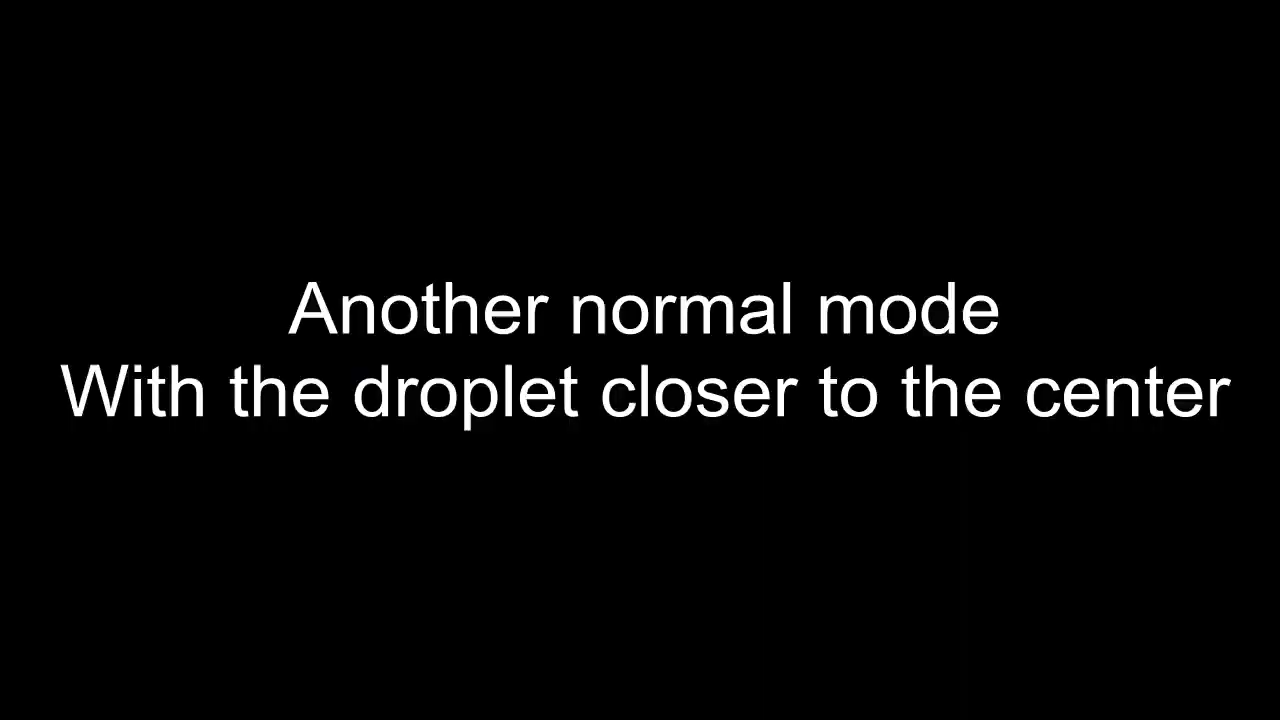 Another normal mode
With the droplet closer to the center